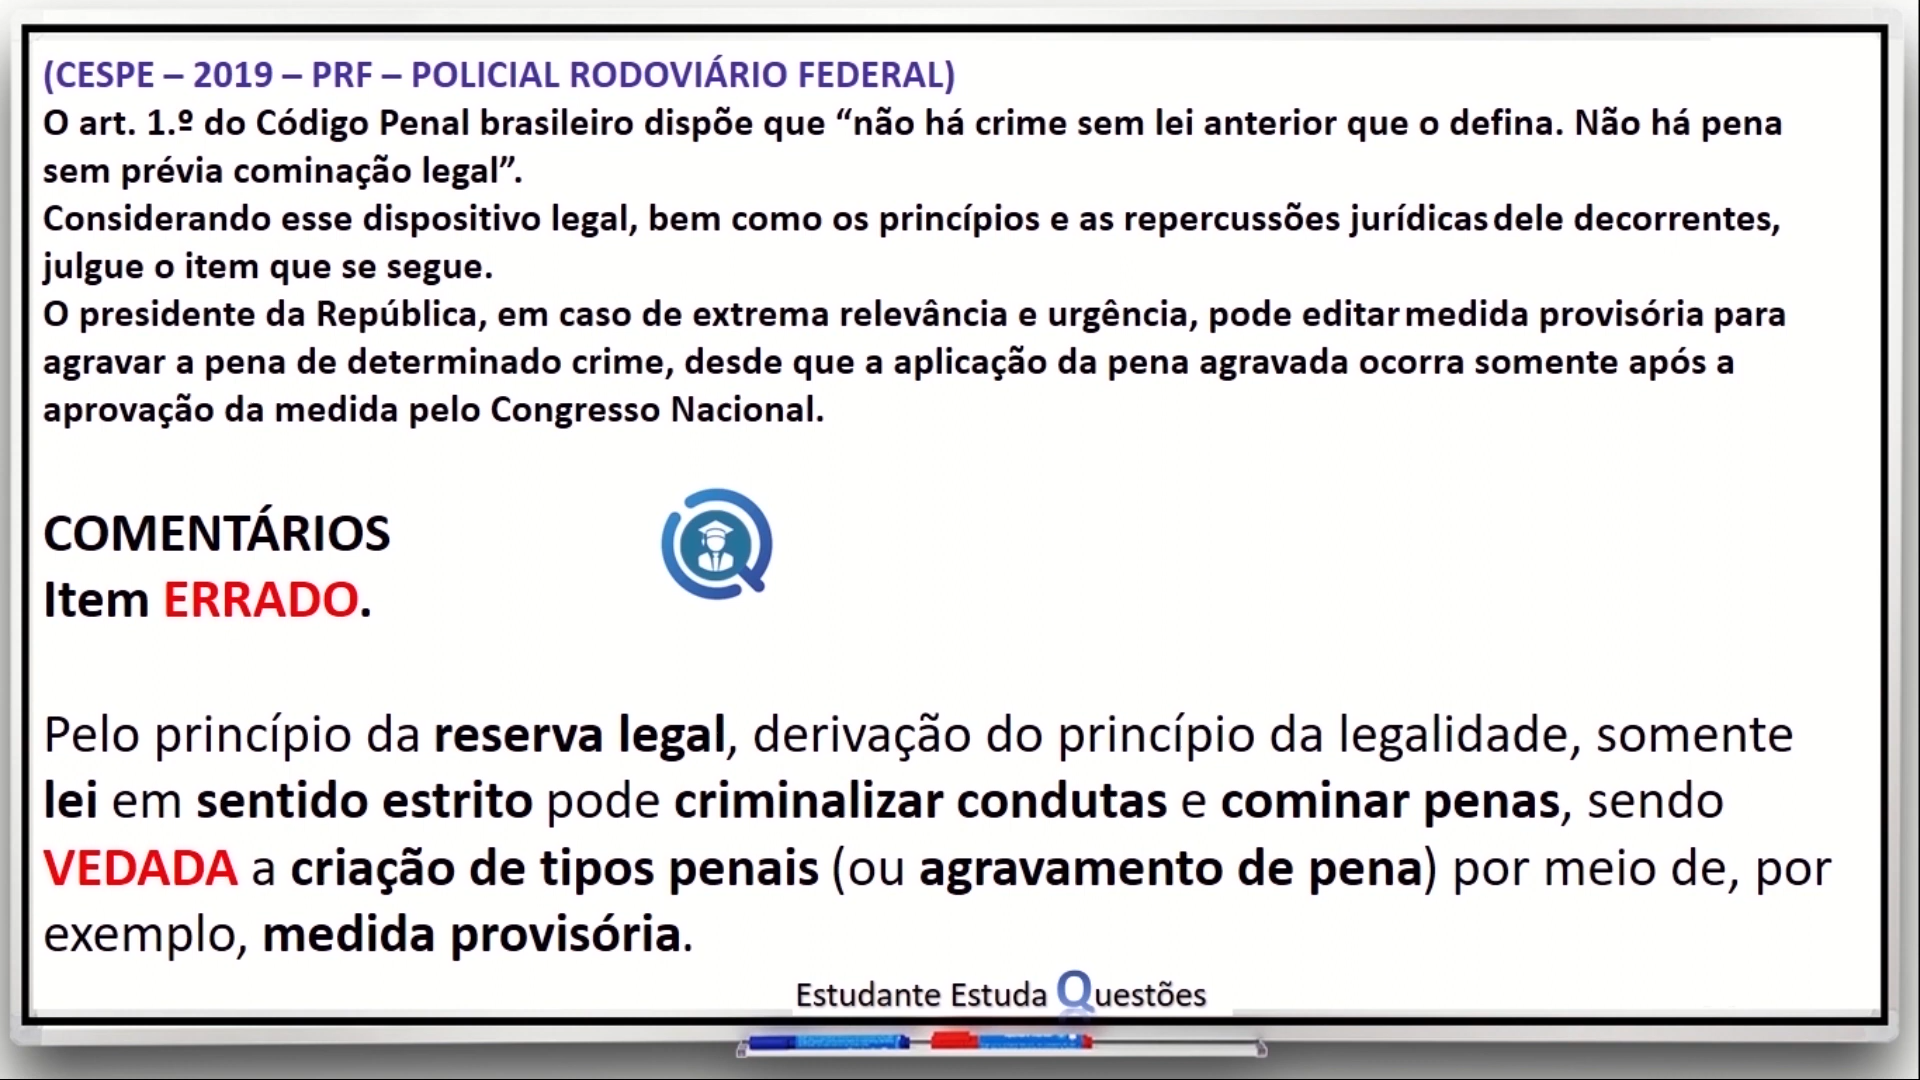 (CESPE – 2019 – PRF – POLICIAL RODOVIÁRIO FEDERAL)
O art. 1.º do Código Penal brasileiro dispõe que “não há crime sem lei anterior que o defina. Não há pena
sem prévia cominação legal”.
Considerando esse dispositivo legal, bem como os princípios e as repercussões jurídicas dele decorrentes,
julgue o item que se segue.
O presidente da República, em caso de extrema relevância e urgência, pode editar medida provisória para
agravar a pena de determinado crime, desde que a aplicação da pena agravada ocorra somente após a
aprovação da medida pelo Congresso Nacional.
COMENTÁRIOS
Item ERRADO.
Pelo princípio da reserva legal, derivação do princípio da legalidade, somente
lei em sentido estrito pode criminalizar condutas e cominar penas, sendo
VEDADA a criação de tipos penais (ou agravamento de pena) por meio de, por
exemplo, medida provisória.
Estudante Estuda Questões